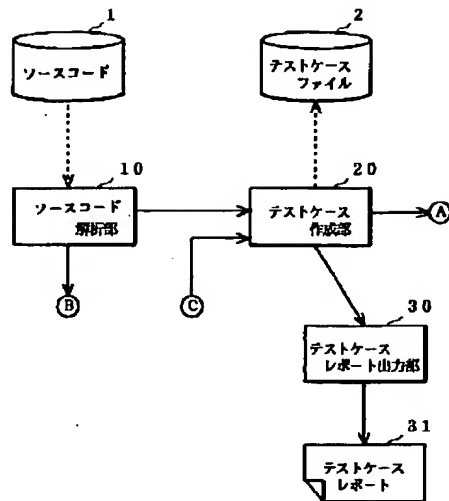 1
ソースコード
2
テストケース
ファイル
10
ソースコード
解析部
20
テストケース
作成部
A
B
C
30
テストケース
レポート出力部
31
テストケース
レポート